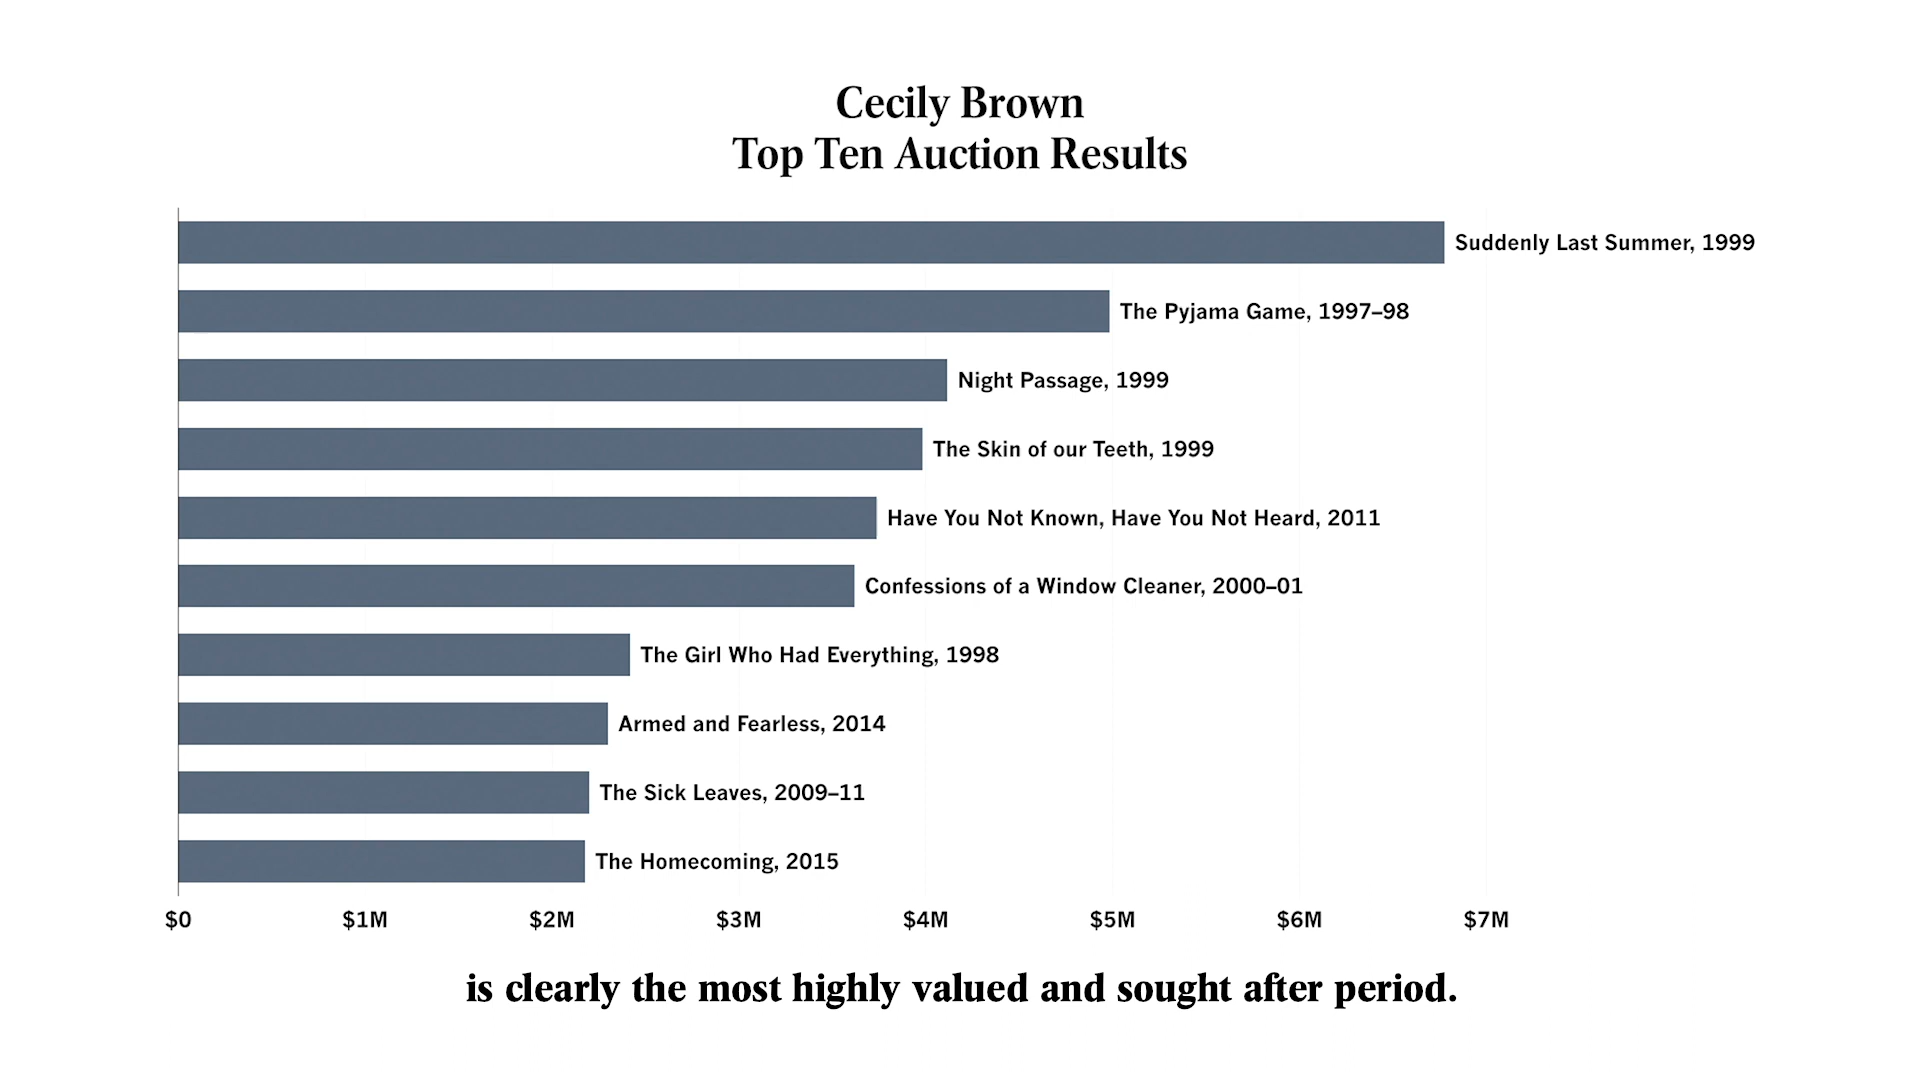 Cecily Brown
Top Ten Auction Results
Suddenly Last Summer, 1999
The Pyjama Game, 1997–98
Night Passage, 1999
The Skin of our Teeth, 1999
Have You Not Known, Have You Not Heard, 2011
Confessions of a Window Cleaner, 2000–01
The Girl Who Had Everything, 1998
Armed and Fearless, 2014
The Sick Leaves, 2009–11
The Homecoming, 2015
$0 $1M $2M $3M $4M $5M $6M $7M
is clearly the most highly valued and sought after period.